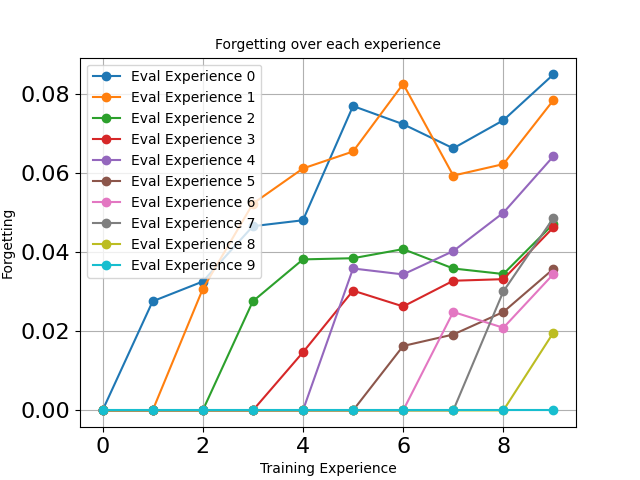 Forgetting over each experience
Forgetting
0.08
0.06
0.04
0.02
0.00
Eval Experience 0
Eval Experience 1
Eval Experience 2
Eval Experience 3
Eval Experience 4
Eval Experience 5
Eval Experience 6
Eval Experience 7
Eval Experience 8
Eval Experience 9
0 2 4 6 8
Training Experience